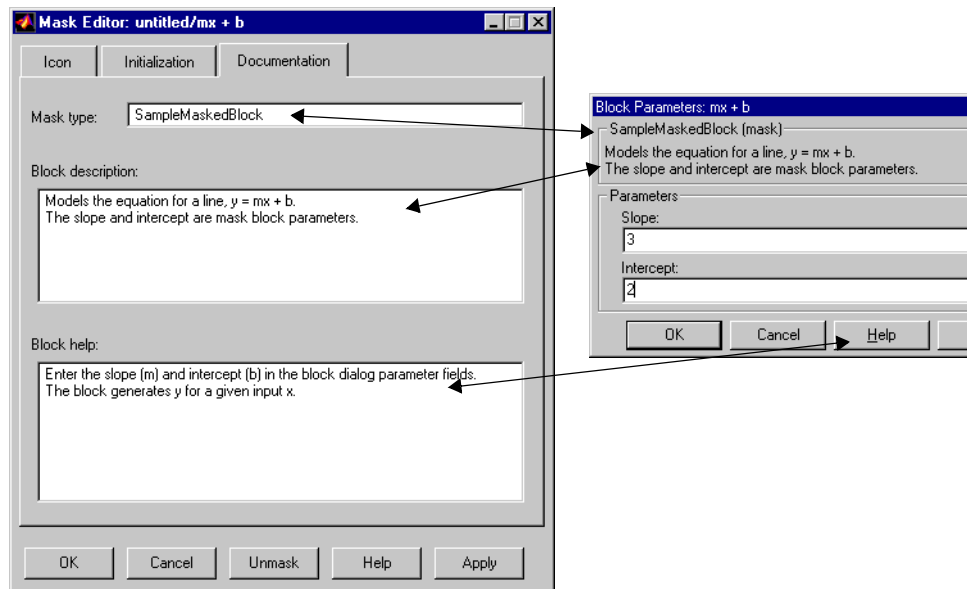 Mask Editor: untitled/mx + b
Icon
Initialization
Documentation
Mask type:
SampleMaskedBlock
Block description:
Models the equation for a line, y = mx + b.
The slope and intercept are mask block parameters.
Block help:
Enter the slope (m) and intercept (b) in the block dialog parameter fields.
The block generates y for a given input x.
OK
Cancel
Unmask
Help
Apply
Block Parameters: mx + b
SampleMaskedBlock (mask)
Models the equation for a line, y = mx + b.
The slope and intercept are mask block parameters.
Parameters
Slope:
3
Intercept:
2
OK
Cancel
Help